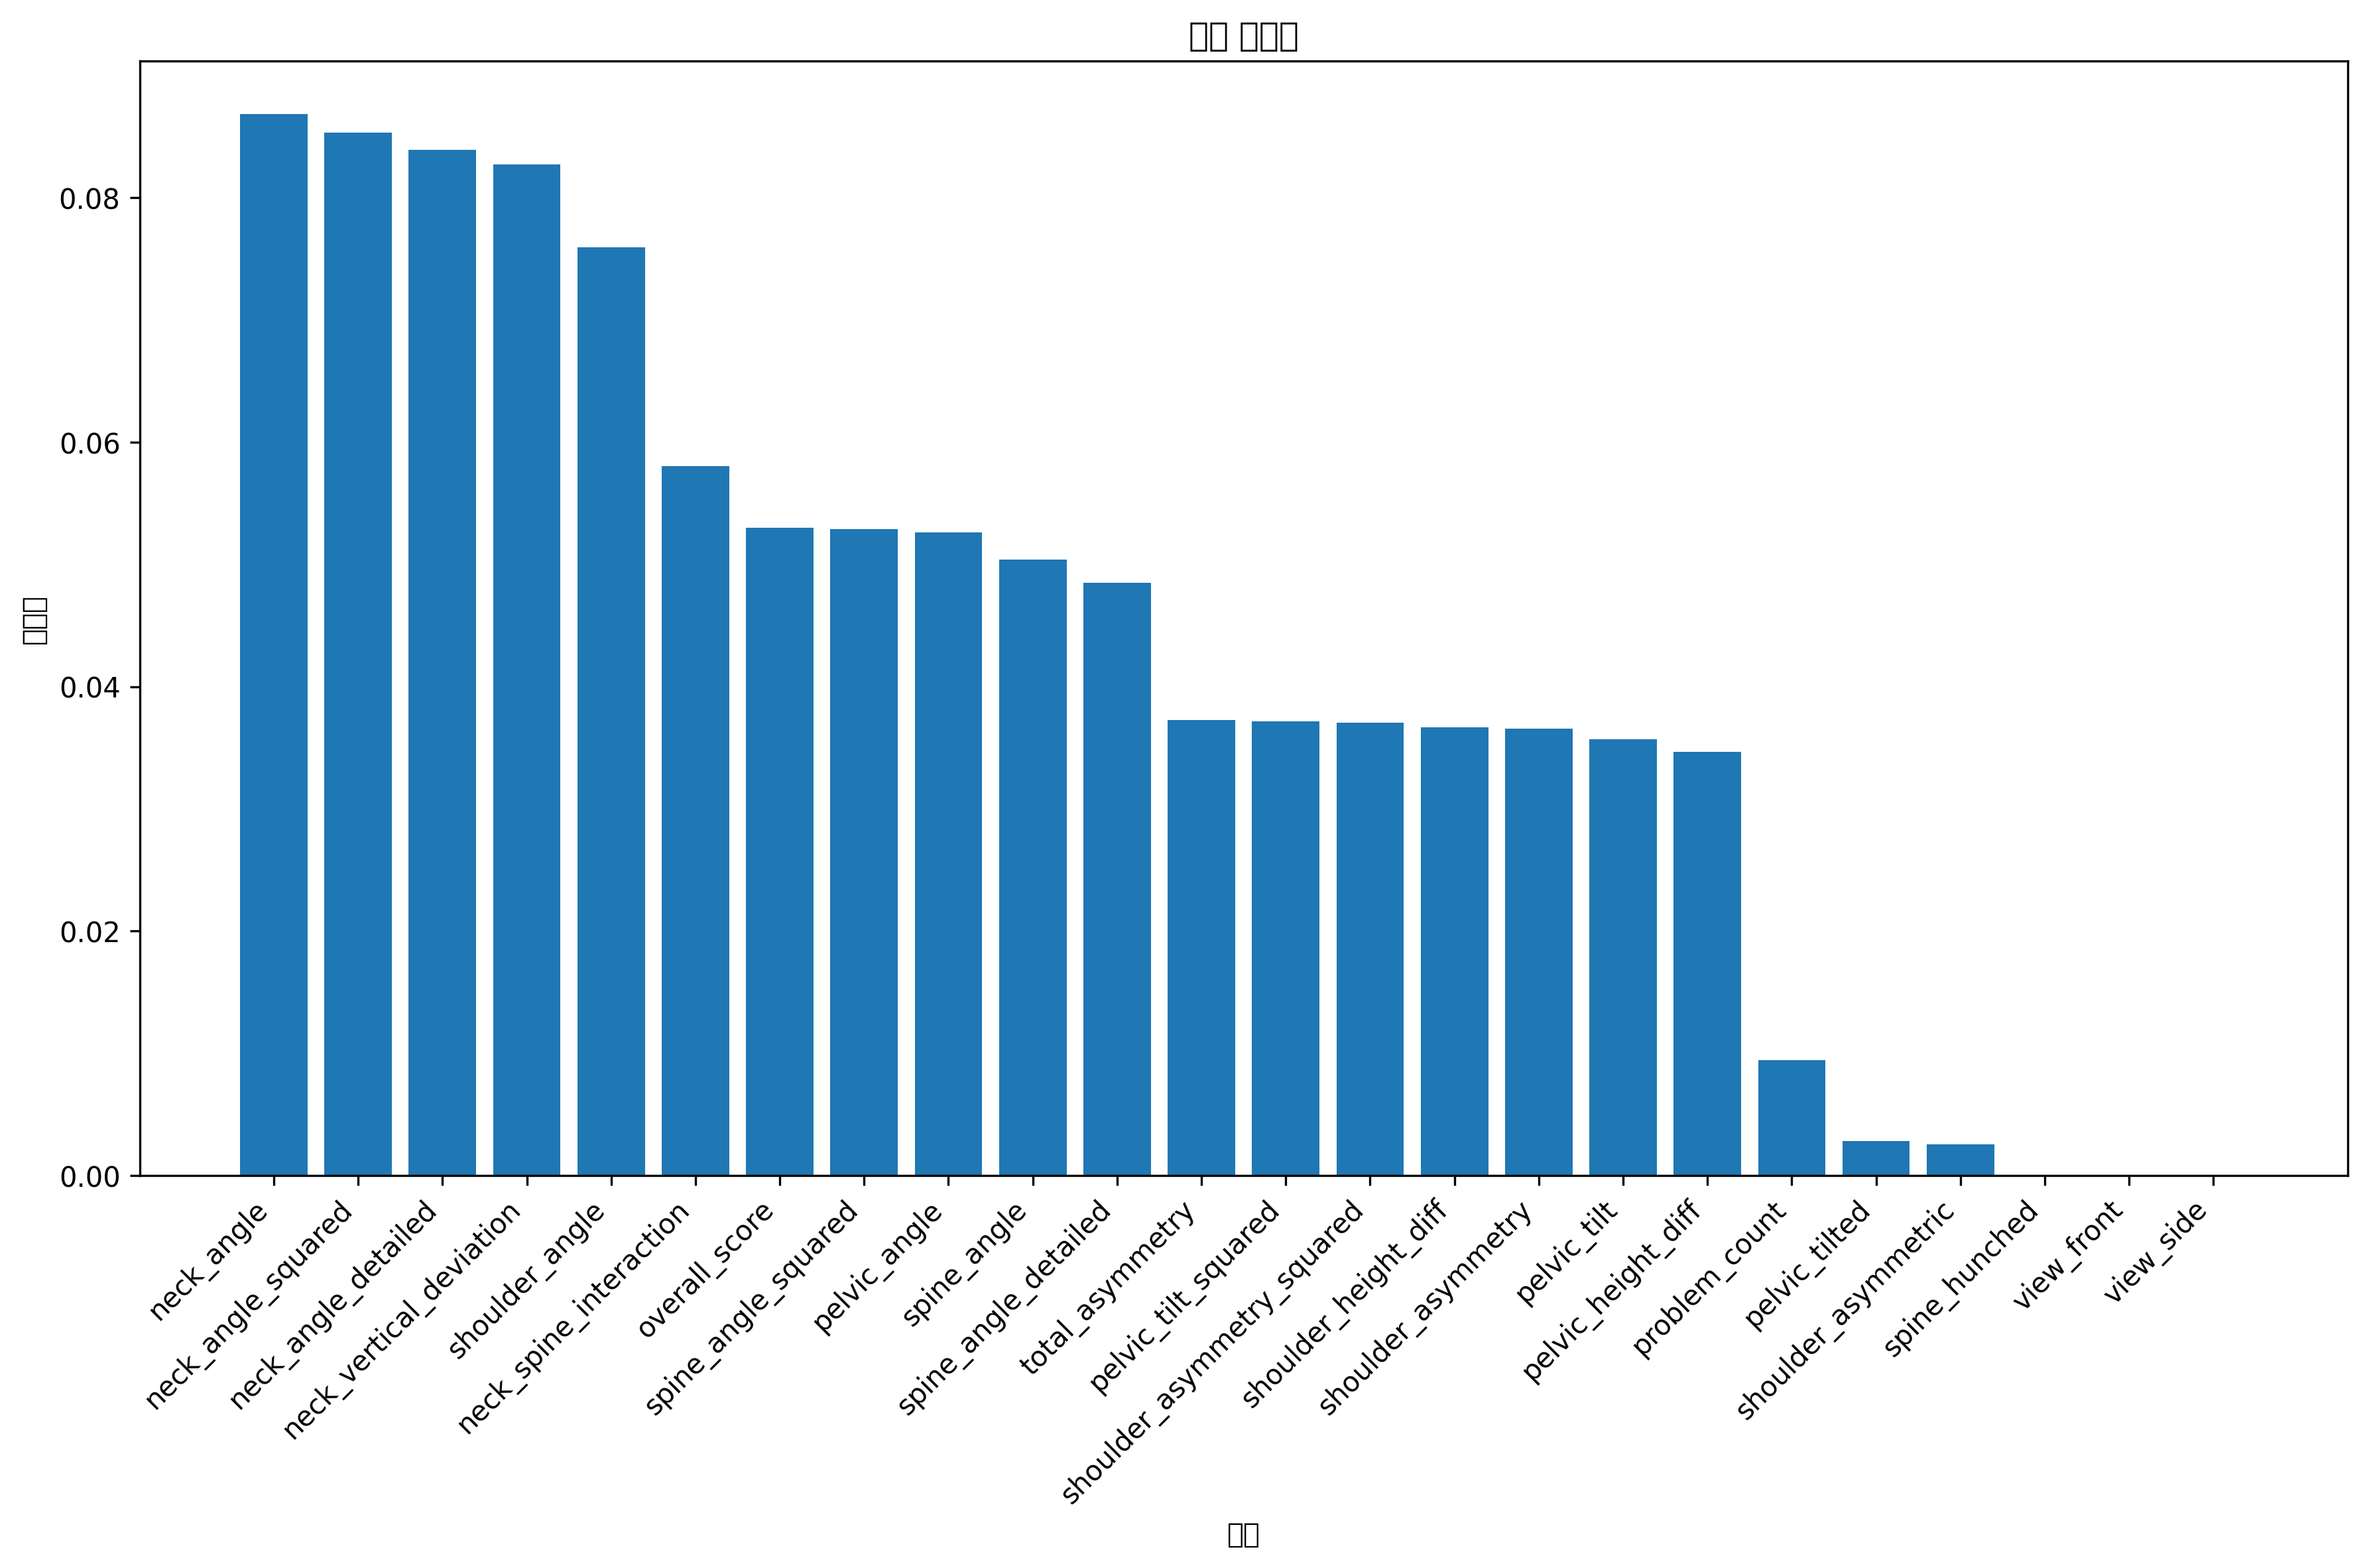 0.08
0.06
0.04
0.02
0.00
neck_angle
neck_angle_squared
neck_angle_detailed
neck_vertical_deviation
shoulder_angle
neck_spine_interaction
overall_score
spine_angle_squared
pelvic_angle
spine_angle
spine_angle_detailed
total_asymmetry
pelvic_tilt_squared
shoulder_asymmetry_squared
shoulder_height_diff
shoulder_asymmetry
pelvic_tilt
pelvic_height_diff
problem_count
pelvic_tilted
shoulder_asymmetric
spine_hunched
view_front
view_side